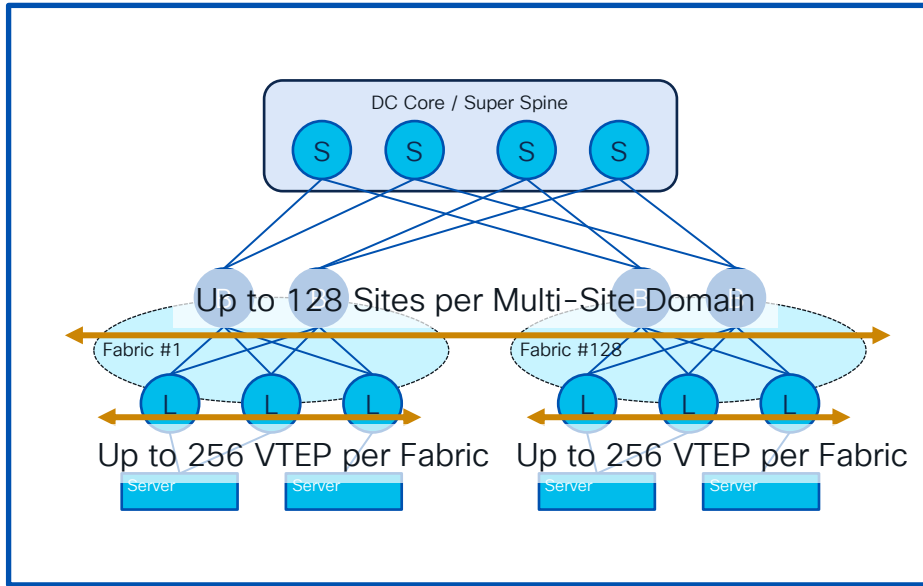 DC Core / Super Spine
S S S S
B B B B
Up to 128 Sites per Multi-Site Domain
Fabric #1 Fabric #128
L L L L L L
Up to 256 VTEP per Fabric Up to 256 VTEP per Fabric
Server Server Server Server